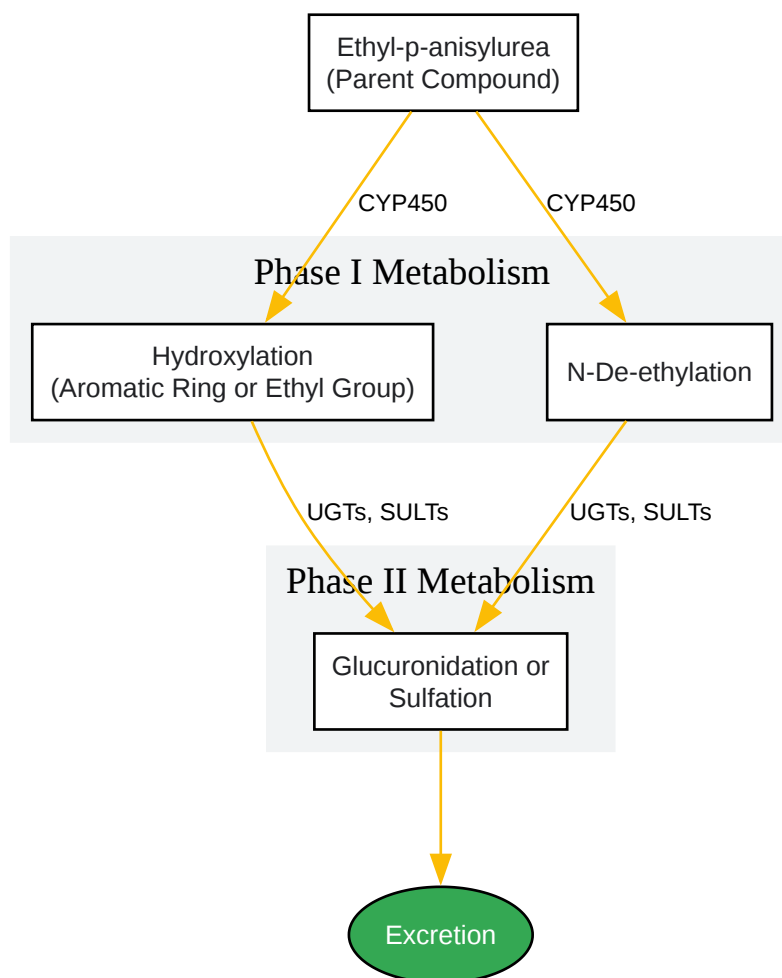 Ethyl-p-anisylurea
(Parent Compound)
CYP450
CYP450
Phase I Metabolism
Hydroxylation
(Aromatic Ring or Ethyl Group)
N-De-ethylation
UGTs, SULTs
UGTs, SULTs
Phase II Metabolism
Glucuronidation or
Sulfation
Excretion